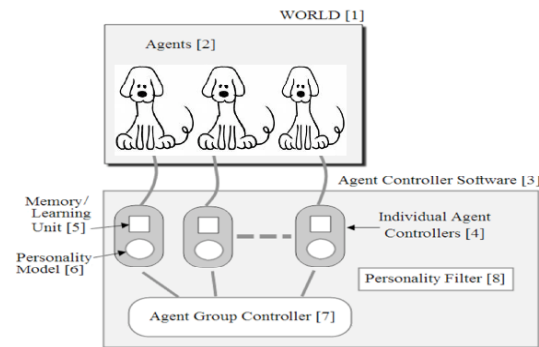 WORLD [1]
Agents [2]
Agent Controller Software [3]
Memory/
Learning
Unit [5]
Individual Agent
Controllers [4]
Personality
Model [6]
Personality Filter [8]
Agent Group Controller [7]